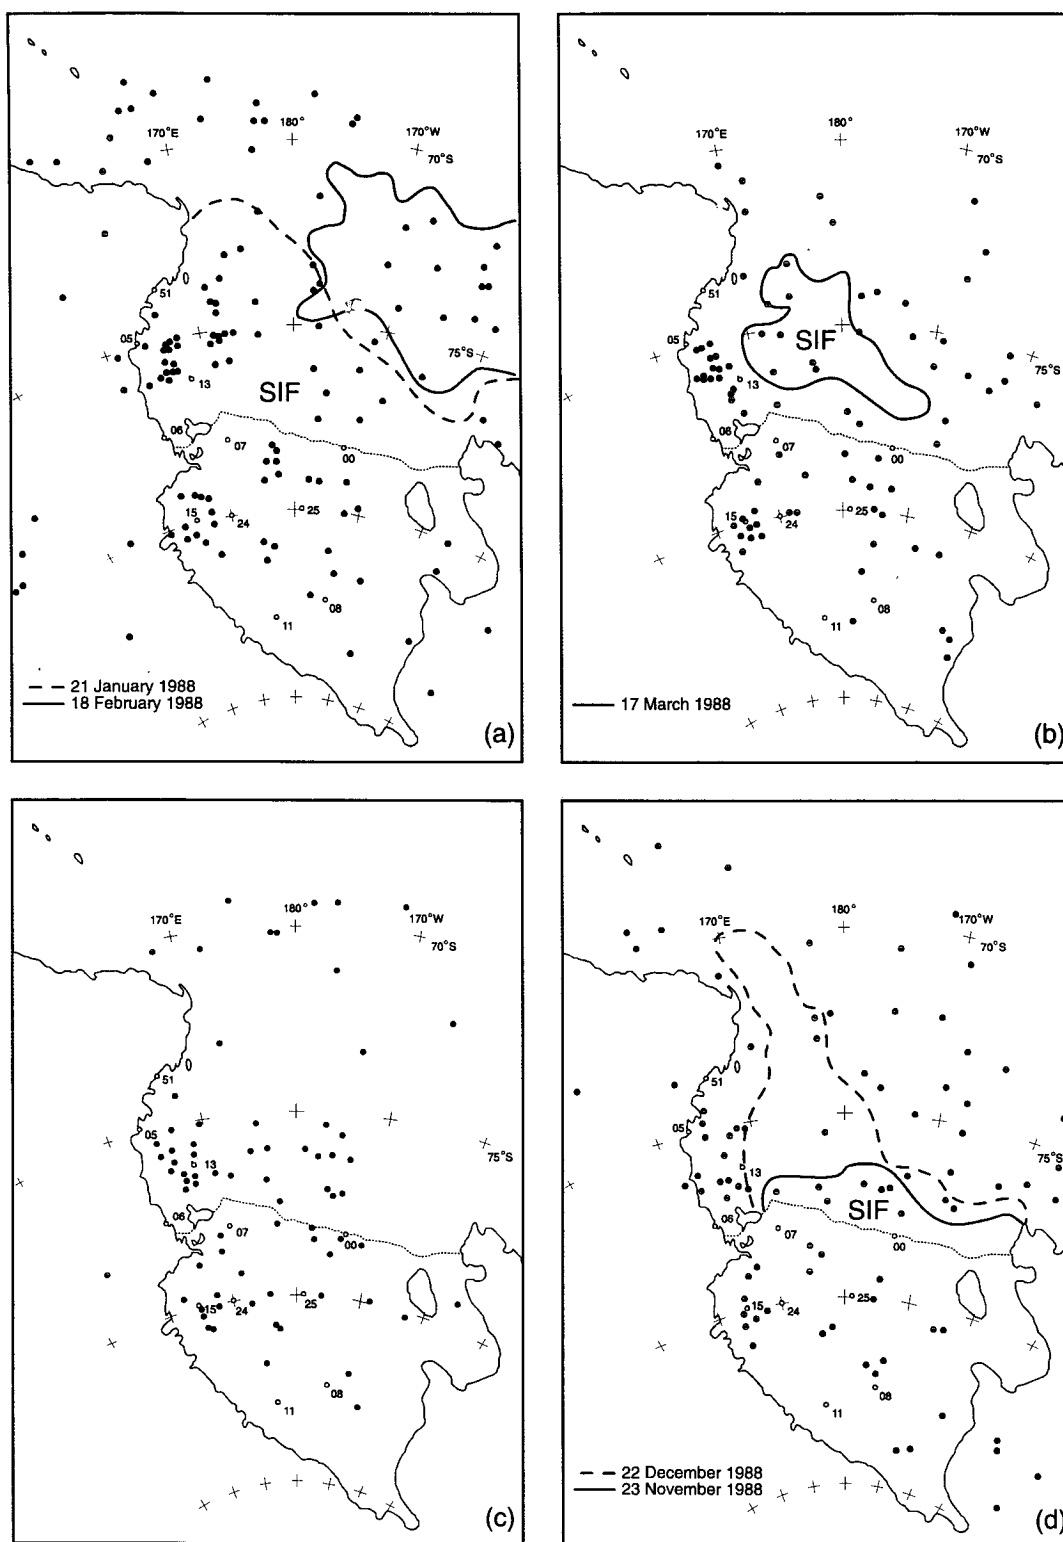 180°
170°E
170°W
70°S
51
05
75°S
13
SIF
06
07
00
15
24
25
08
11
21 January 1988
18 February 1988
(a)
180°
170°E
170°W
70°S
51
05
SIF
75°S
13
06
07
00
15
24
25
08
11
17 March 1988
(b)
180°
170°E
170°W
70°S
51
05
75°S
13
06
07
00
15
24
25
08
11
(c)
180°
170°E
170°W
70°S
51
05
75°S
13
SIF
06
07
00
15
24
25
08
11
22 December 1988
23 November 1988
(d)